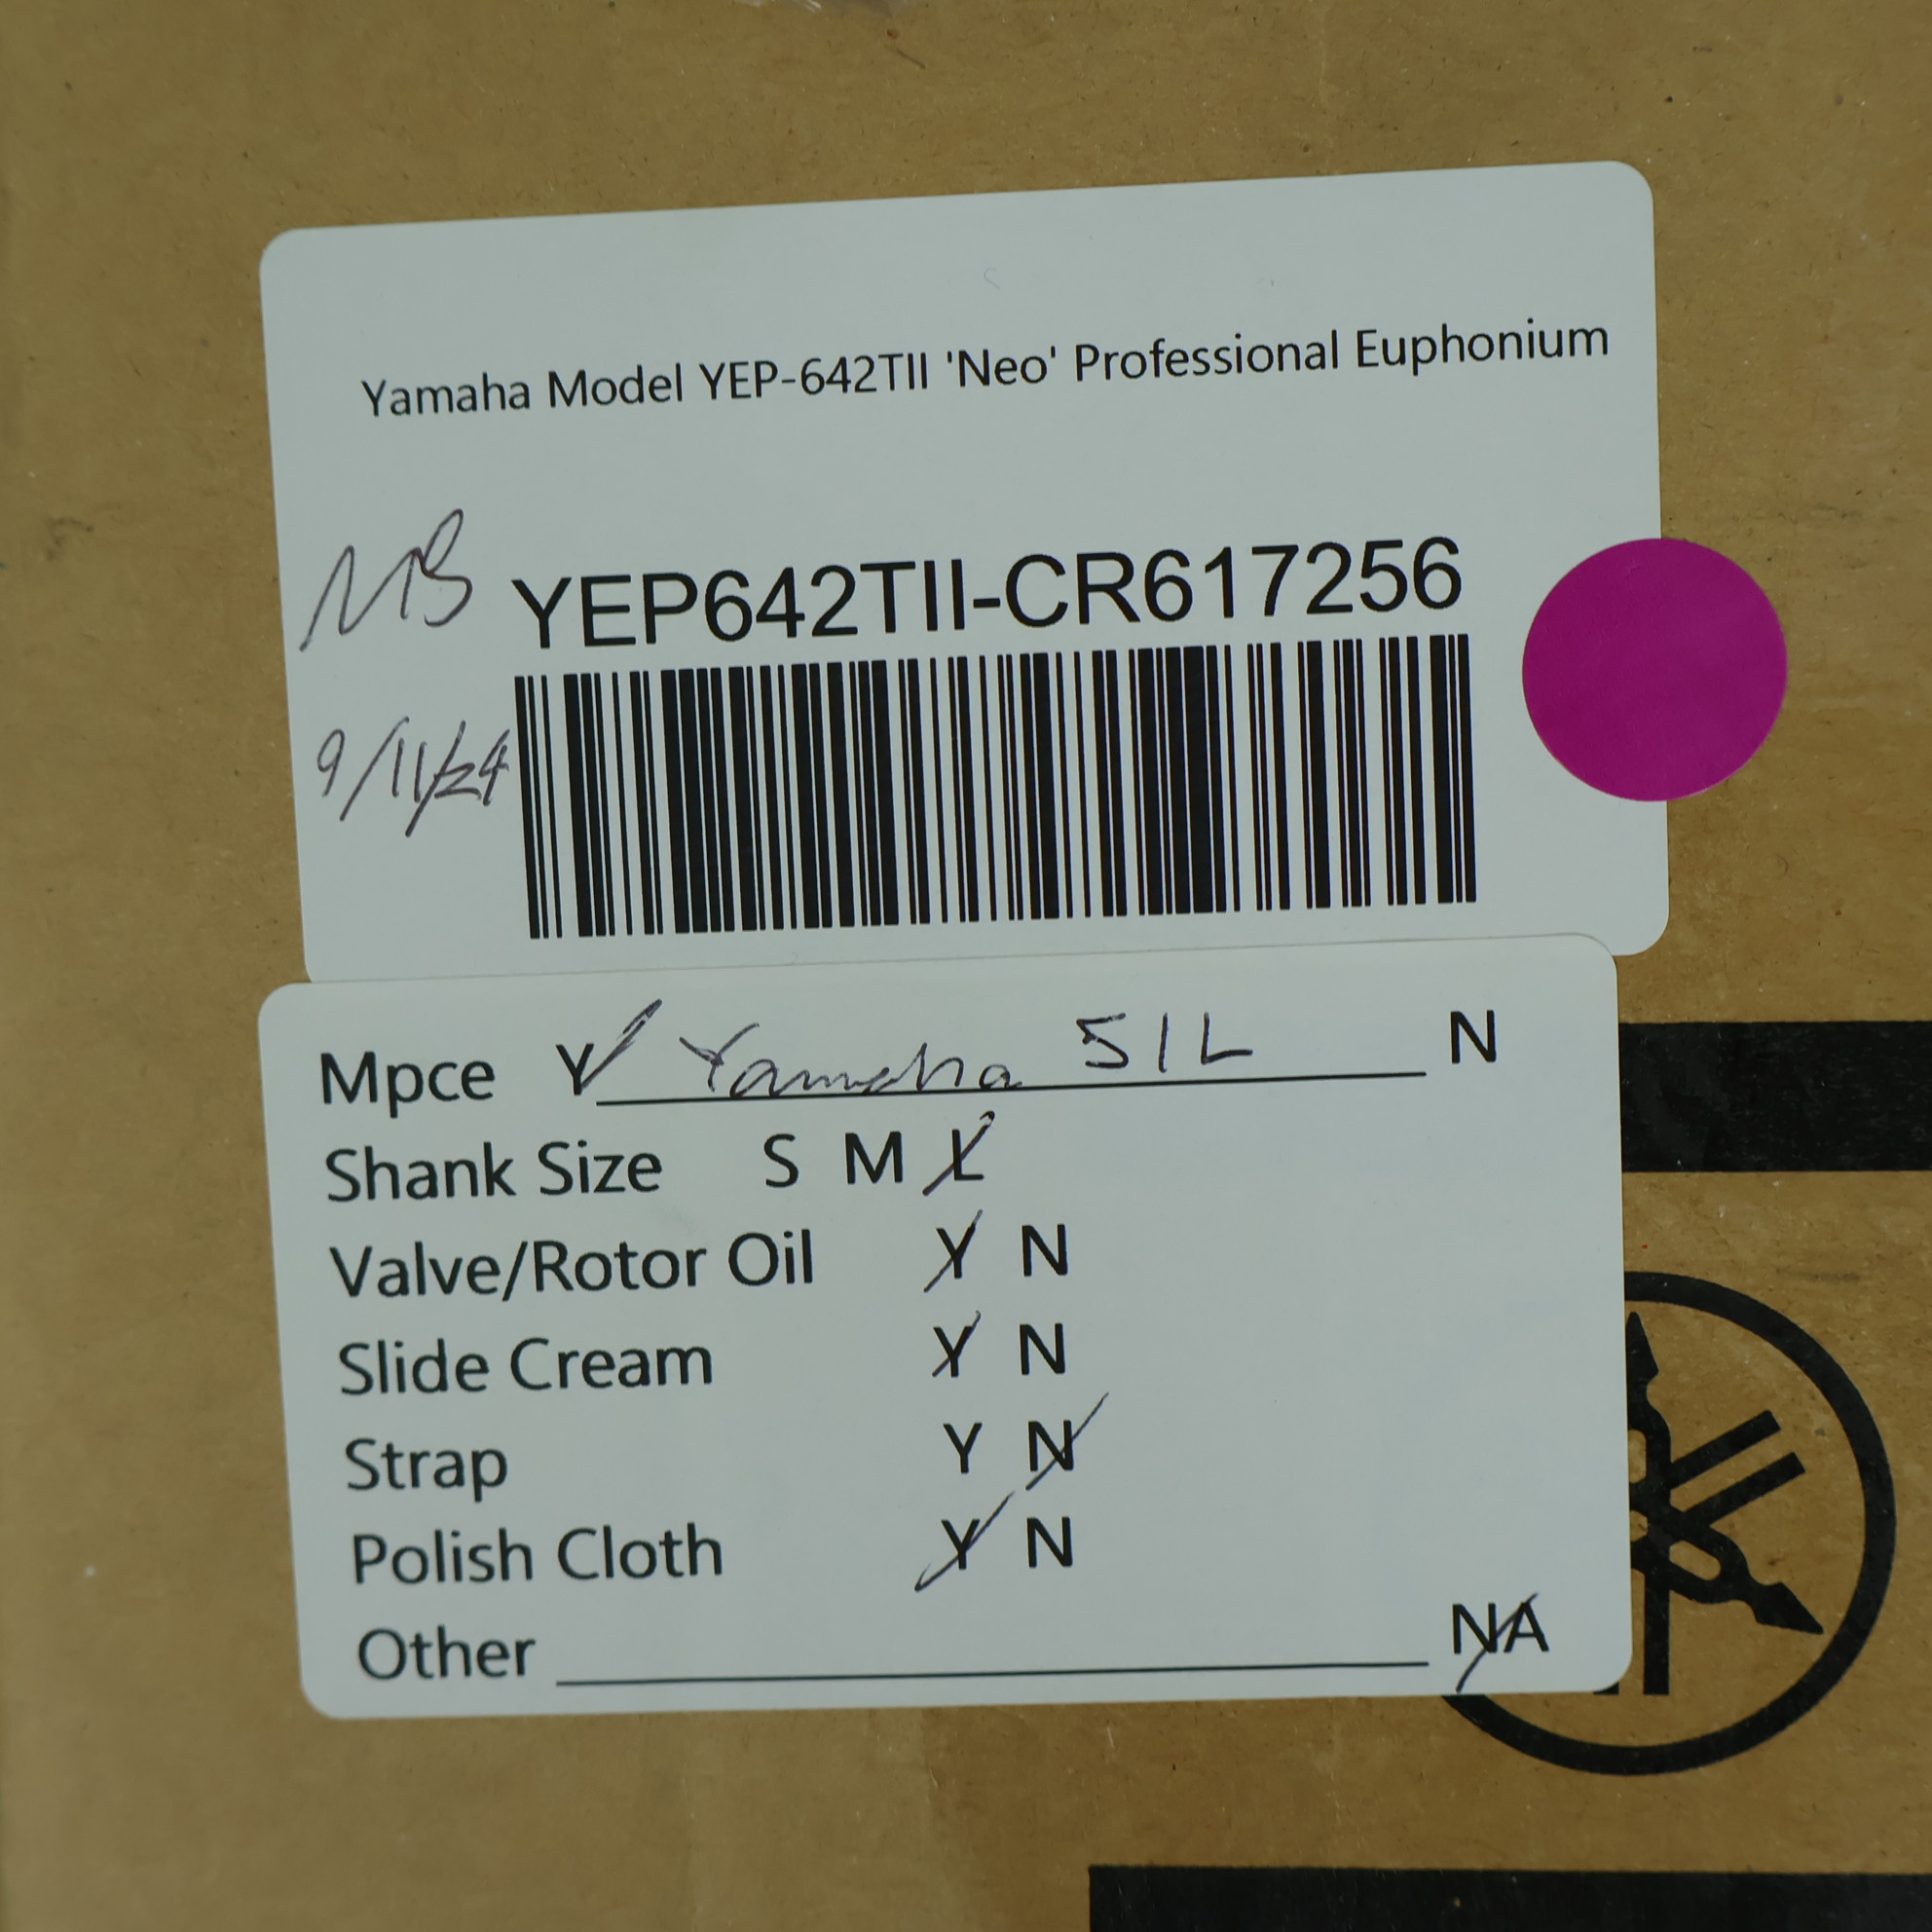 Yamaha Model YEP-642TII 'Neo' Professional Euphonium
MB YEP642TII-CR617256
9/11/24
Mpce Y Yamaha 51L N
Shank Size S M L
Valve/Rotor Oil Y N
Slide Cream Y N
Strap Y N
Polish Cloth Y N
Other NA